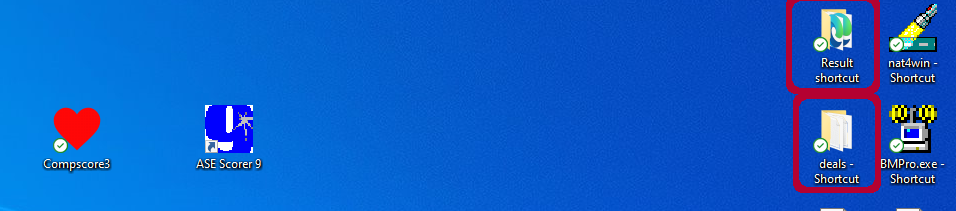 Result
shortcut
nat4win -
Shortcut
Compscore3
ASE Scorer 9
deals -
Shortcut
BMPro.exe -
Shortcut